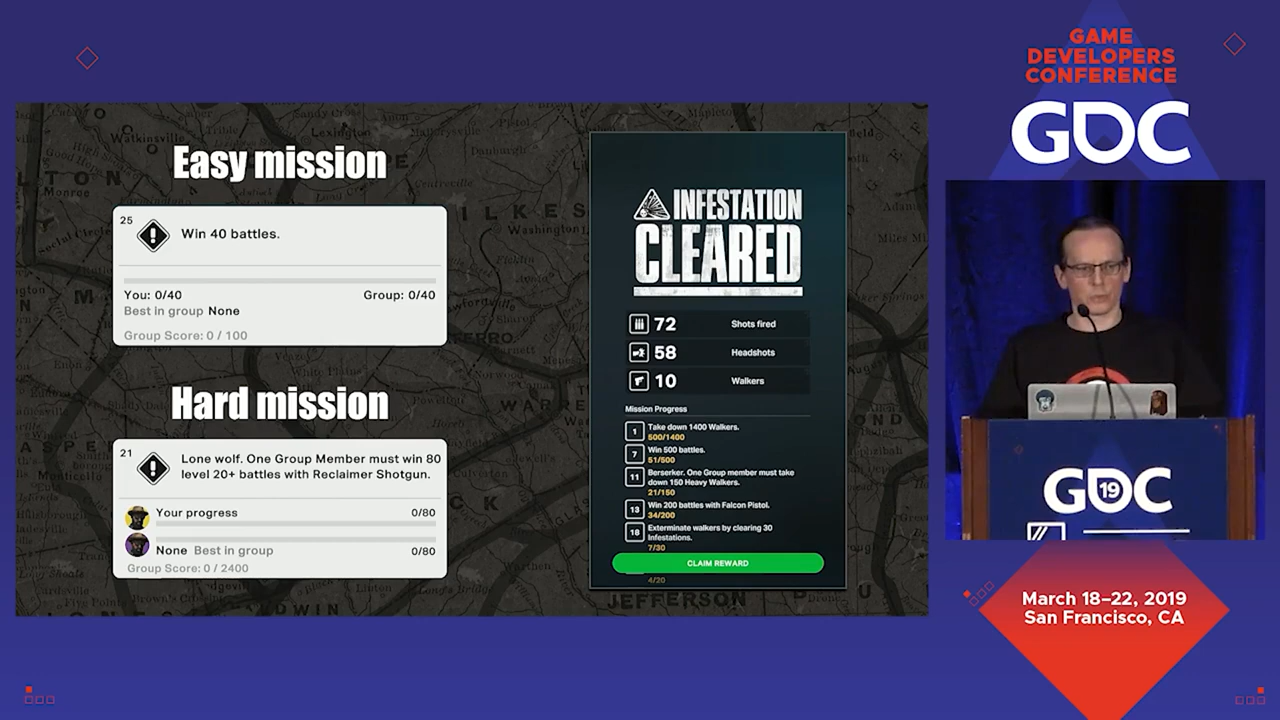 GAME
DEVELOPERS
CONFERENCE
GDC
Easy mission
25
Win 40 battles.
You: 0/40
Group: 0/40
Best in group None
Group Score: 0 / 100
Hard mission
21
Lone wolf. One Group Member must win 80
level 20+ battles with Reclaimer Shotgun.
Your progress 0/80
None Best in group 0/80
Group Score: 0 / 2400
INFESTATION
CLEARED
72 Shots fired
58 Headshots
10 Walkers
Mission Progress
1 Take down 1400 Walkers.
500/1400
7 Win 500 battles.
51/500
11 Berserker. One Group member must take
down 150 Heavy Walkers.
21/150
13 Win 200 battles with Falcon Pistol.
34/200
18 Exterminate walkers by clearing 30
Infestations.
7/30
CLAIM REWARD
4/20
Watkinsville
Lexington
Danburgh
Monroe
Washington
JEFFERSON
GDC
19
March 18–22, 2019
San Francisco, CA